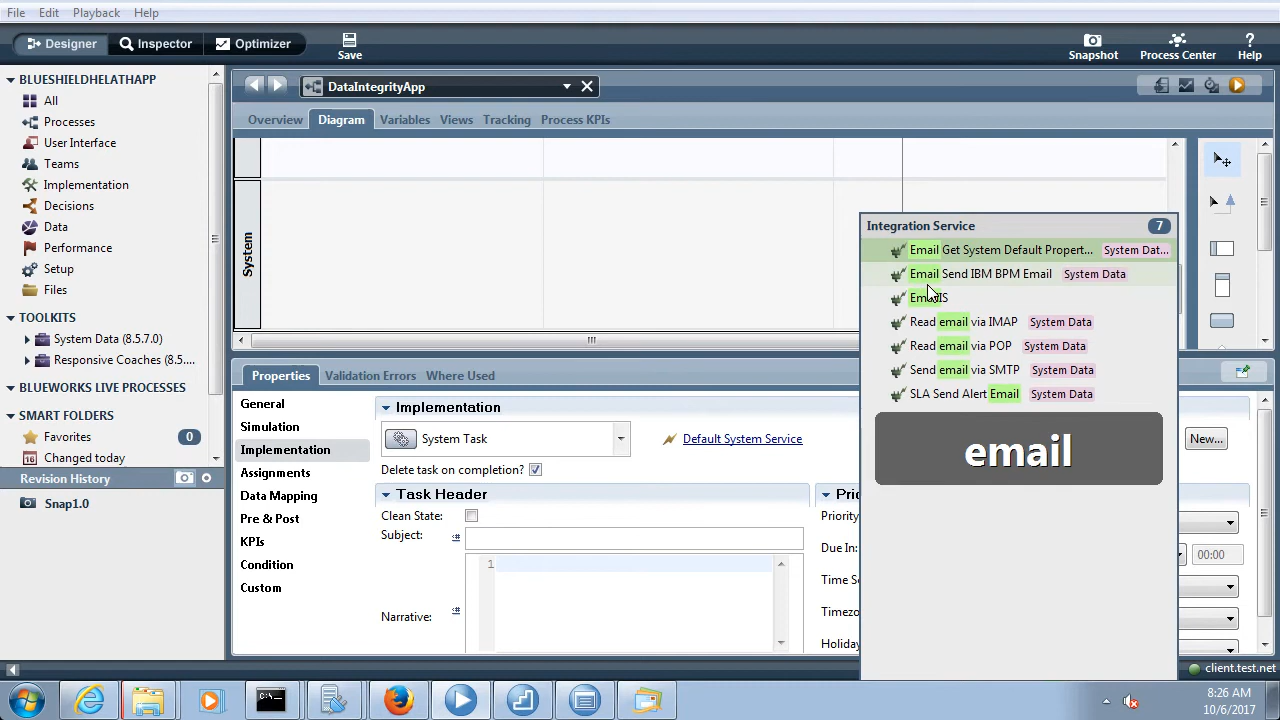 File Edit Playback Help
Designer Inspector Optimizer Save Snapshot Process Center Help
BLUESHIELDHELATHAPP
All
Processes
User Interface
Teams
Implementation
Decisions
Data
Performance
Setup
Files
TOOLKITS
System Data (8.5.7.0)
Responsive Coaches (8.5....
BLUEWORKS LIVE PROCESSES
SMART FOLDERS
Favorites 0
Changed today
Revision History
Snap1.0
DataIntegrityApp
Overview Diagram Variables Views Tracking Process KPIs
System
Integration Service 7
Email Get System Default Propert... System Dat...
Email Send IBM BPM Email System Data
EmailIS
Read email via IMAP System Data
Read email via POP System Data
Send email via SMTP System Data
SLA Send Alert Email System Data
email
Properties Validation Errors Where Used
General
Simulation
Implementation
Assignments
Data Mapping
Pre & Post
KPIs
Condition
Custom
Implementation
System Task Default System Service New...
Delete task on completion?
Task Header
Clean State:
Subject:
1
Narrative:
Priority
Due In: 00:00
client.test.net
8:26 AM
10/6/2017